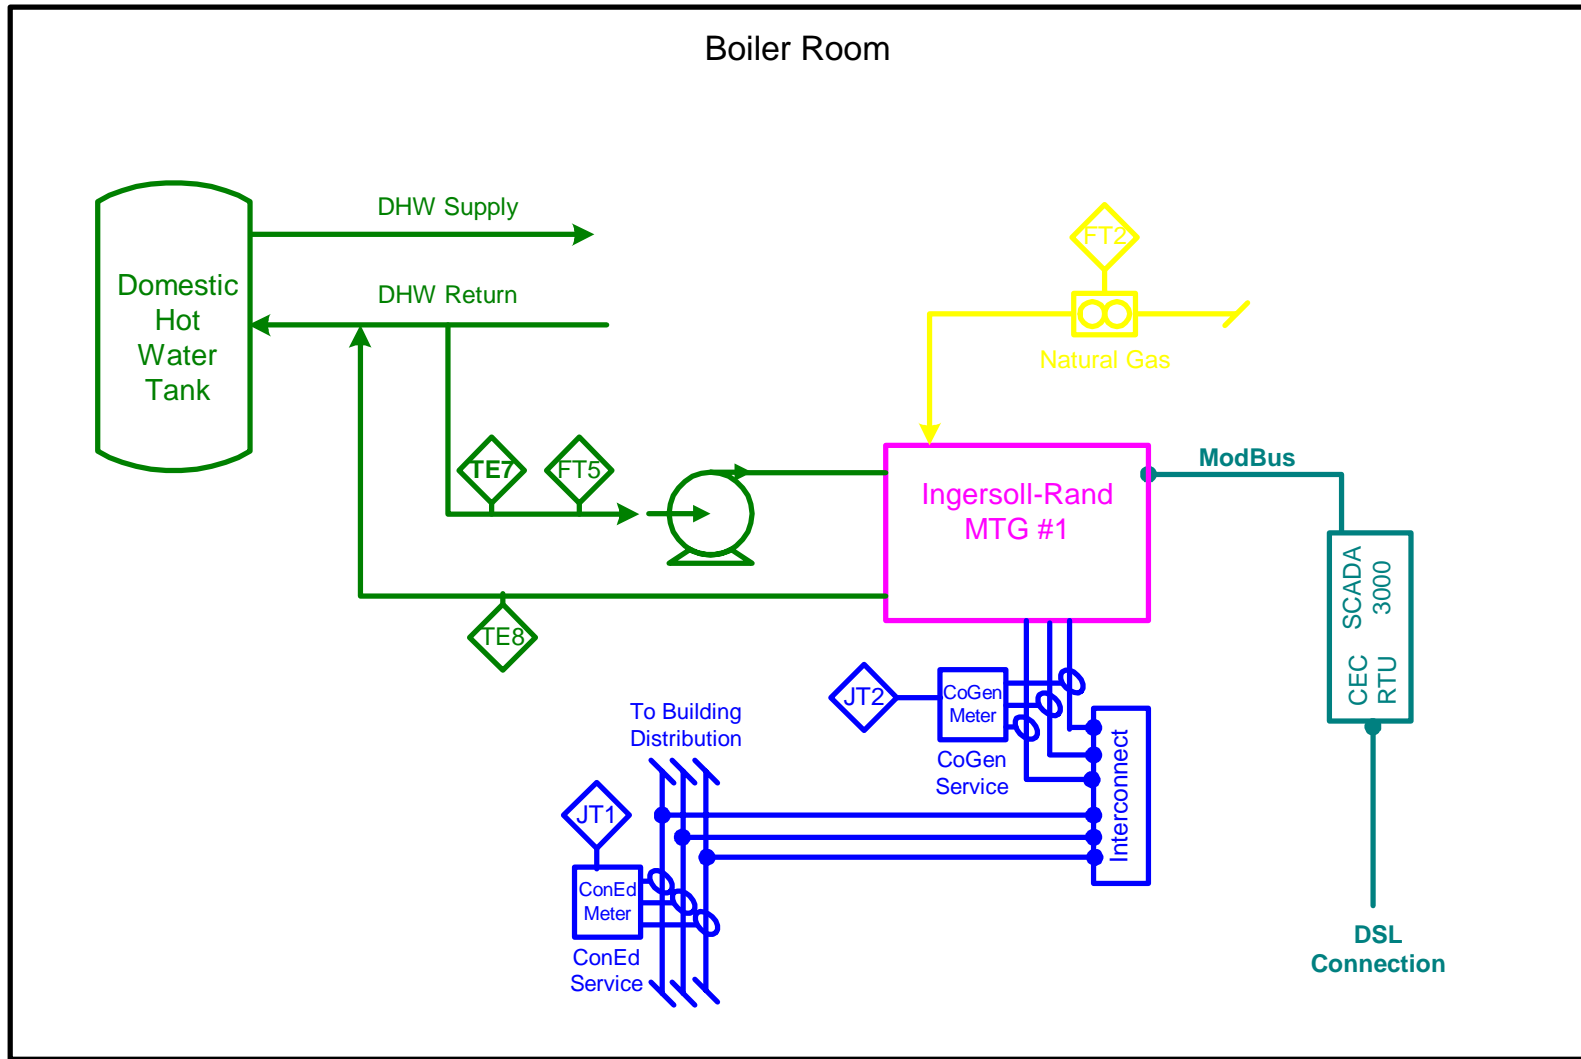 Boiler Room
DHW Supply
FT2
Domestic
Hot
Water
Tank
DHW Return
Natural Gas
TE7
FT5
Ingersoll-Rand
MTG #1
ModBus
SCADA
3000
CEC
RTU
TE8
JT2
CoGen
Meter
To Building
Distribution
CoGen
Service
Interconnect
JT1
ConEd
Meter
ConEd
Service
DSL
Connection